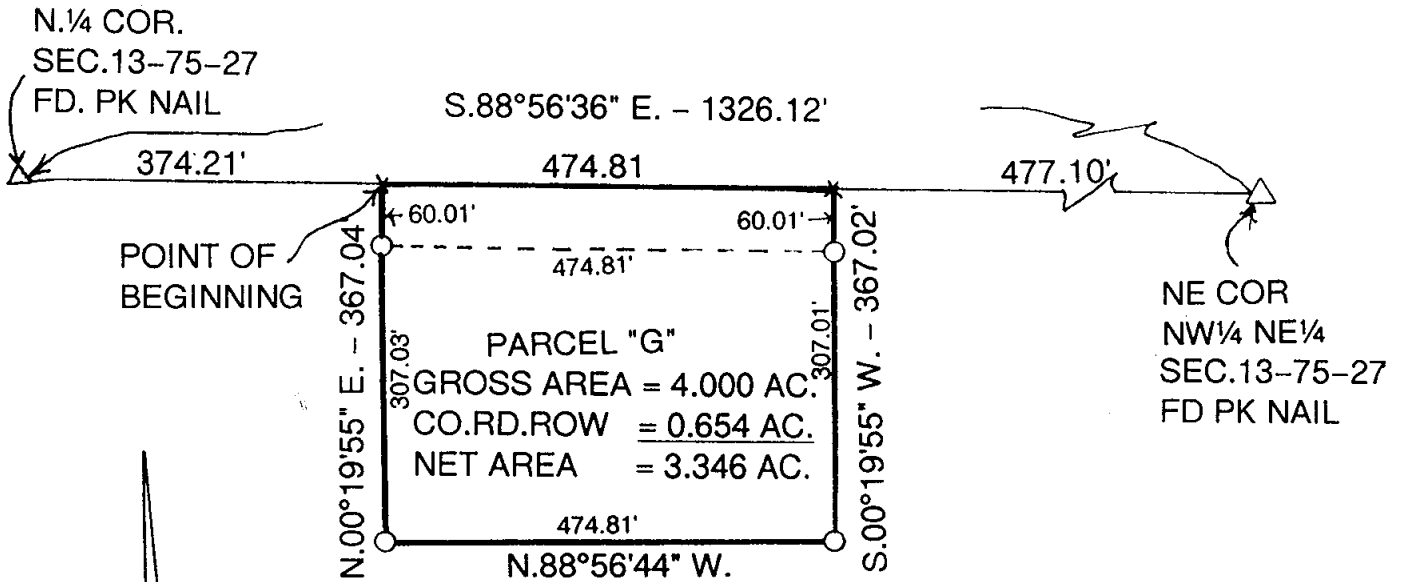 N.¼ COR.
SEC.13–75–27
FD. PK NAIL
S.88°56'36" E. – 1326.12'
374.21'
474.81
477.10'
60.01'
60.01'
474.81'
POINT OF
BEGINNING
N.00°19'55" E. – 367.04
307.03'
PARCEL "G"
GROSS AREA = 4.000 AC.
CO.RD.ROW = 0.654 AC.
NET AREA = 3.346 AC.
307.01'
S.00°19'55" W. – 367.02'
NE COR
NW¼ NE¼
SEC.13–75–27
FD PK NAIL
474.81'
N.88°56'44" W.